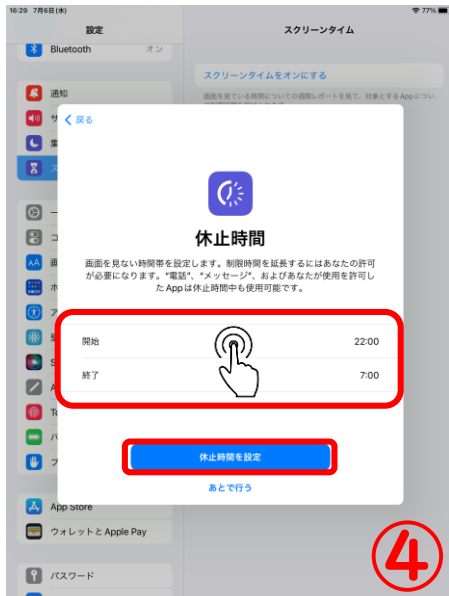 16:29 7月6日(水)
77%
設定
スクリーンタイム
Bluetooth
オン
スクリーンタイムをオンにする
通知
画面を見ている時間についての週間レポートを見て、対象とするAppについ
戻る
休止時間
画面を見ない時間帯を設定します。制限時間を延長するにはあなたの許可
が必要になります。“電話”、“メッセージ”、およびあなたが使用を許可し
たAppは休止時間中も使用可能です。
開始
22:00
終了
7:00
休止時間を設定
あとで行う
App Store
ウォレットとApple Pay
パスワード
④